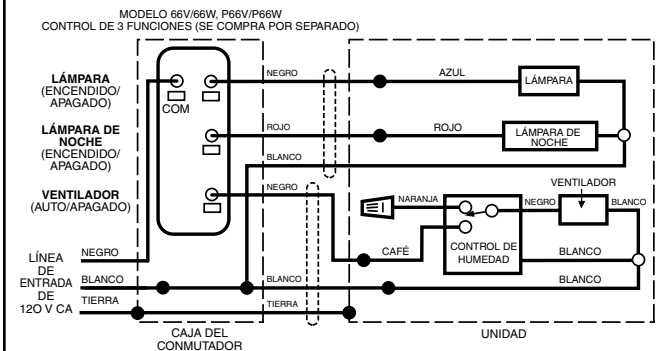 MODELO 66V/66W, P66V/P66W
CONTROL DE 3 FUNCIONES (SE COMPRA POR SEPARADO)
LÁMPARA
(ENCENDIDO/
APAGADO)
COM
NEGRO
AZUL
LÁMPARA
LÁMPARA DE
NOCHE
(ENCENDIDO/
APAGADO)
ROJO
ROJO
LÁMPARA DE
NOCHE
BLANCO
VENTILADOR
(AUTO/APAGADO)
NEGRO
NARANJA
NEGRO
VENTILADOR
BLANCO
CAFÉ
CONTROL DE
HUMEDAD
BLANCO
LÍNEA
DE
ENTRADA
DE
12O V CA
NEGRO
BLANCO
BLANCO
BLANCO
TIERRA
TIERRA
CAJA DEL
CONMUTADOR
UNIDAD